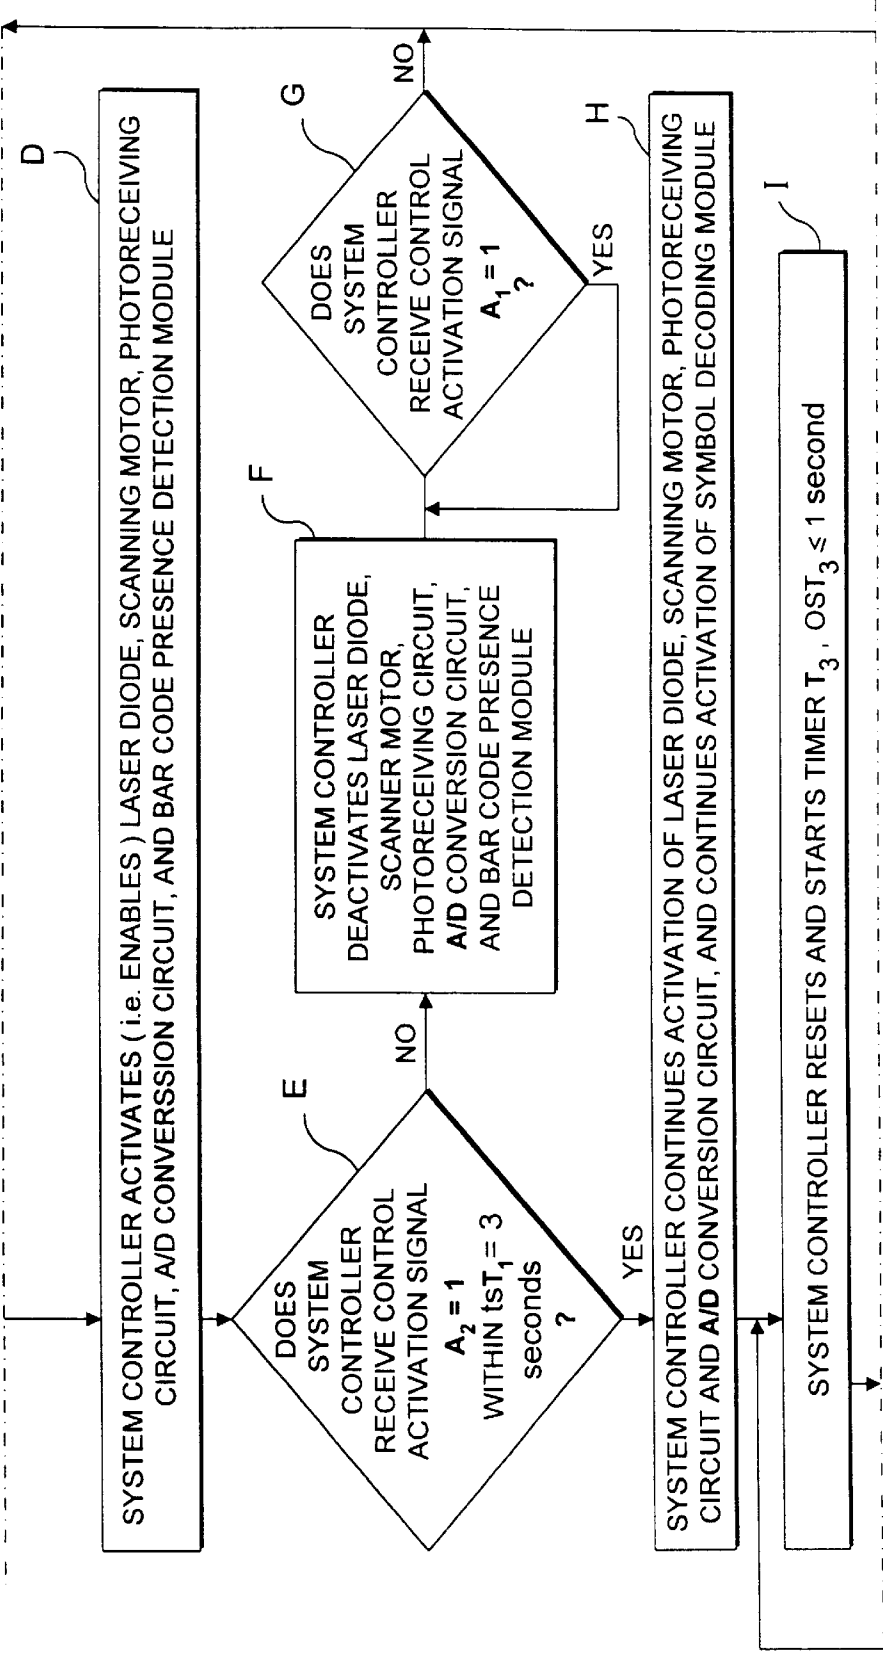 D
SYSTEM CONTROLLER ACTIVATES ( i.e. ENABLES ) LASER DIODE, SCANNING MOTOR, PHOTORECEIVING
CIRCUIT, A/D CONVERSSION CIRCUIT, AND BAR CODE PRESENCE DETECTION MODULE
E
DOES
SYSTEM
CONTROLLER
RECEIVE CONTROL
ACTIVATION SIGNAL
A₂ = 1
WITHIN tsT₁ = 3
seconds
?
NO
YES
F
SYSTEM CONTROLLER
DEACTIVATES LASER DIODE,
SCANNER MOTOR,
PHOTORECEIVING CIRCUIT,
A/D CONVERSION CIRCUIT,
AND BAR CODE PRESENCE
DETECTION MODULE
G
DOES
SYSTEM
CONTROLLER
RECEIVE CONTROL
ACTIVATION SIGNAL
A₁ = 1
?
NO
YES
H
SYSTEM CONTROLLER CONTINUES ACTIVATION OF LASER DIODE, SCANNING MOTOR, PHOTORECEIVING
CIRCUIT AND A/D CONVERSION CIRCUIT, AND CONTINUES ACTIVATION OF SYMBOL DECODING MODULE
I
SYSTEM CONTROLLER RESETS AND STARTS TIMER T₃ , OST₃ ≤ 1 second